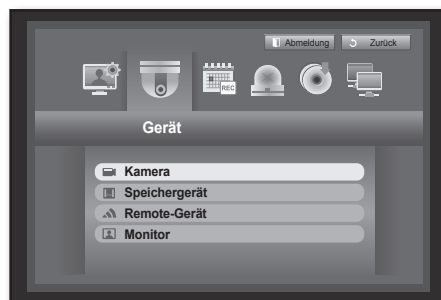 Abmeldung Zurück
REC
Gerät
Kamera
Speichergerät
Remote-Gerät
Monitor